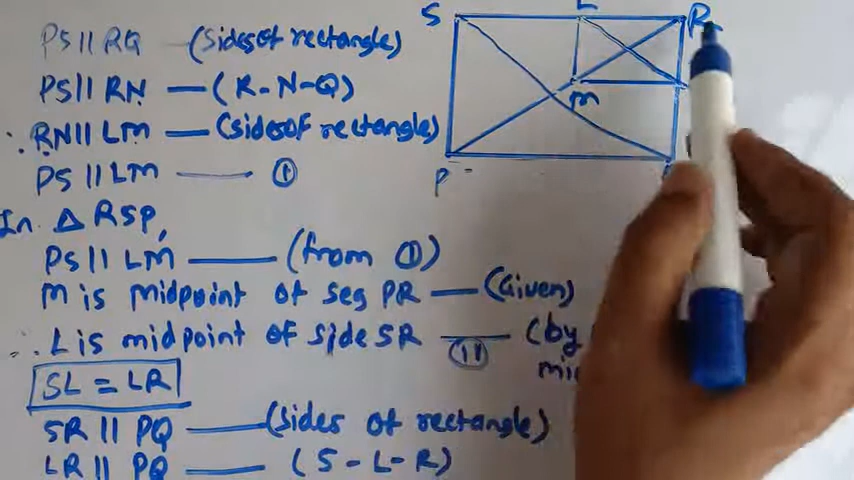 PS || RQ — (Sides of rectangle)
PS || RN — (R-N-Q)
∴ RN || LM — (sides of rectangle)
PS || LM — ①
In Δ RSP,
PS || LM — (from ①)
M is midpoint of seg PR — (Given)
∴ L is midpoint of side SR — (11) (by
SL = LR
SR || PQ — (sides of rectangle)
LR || PQ — (S-L-R)
S L R
M
P